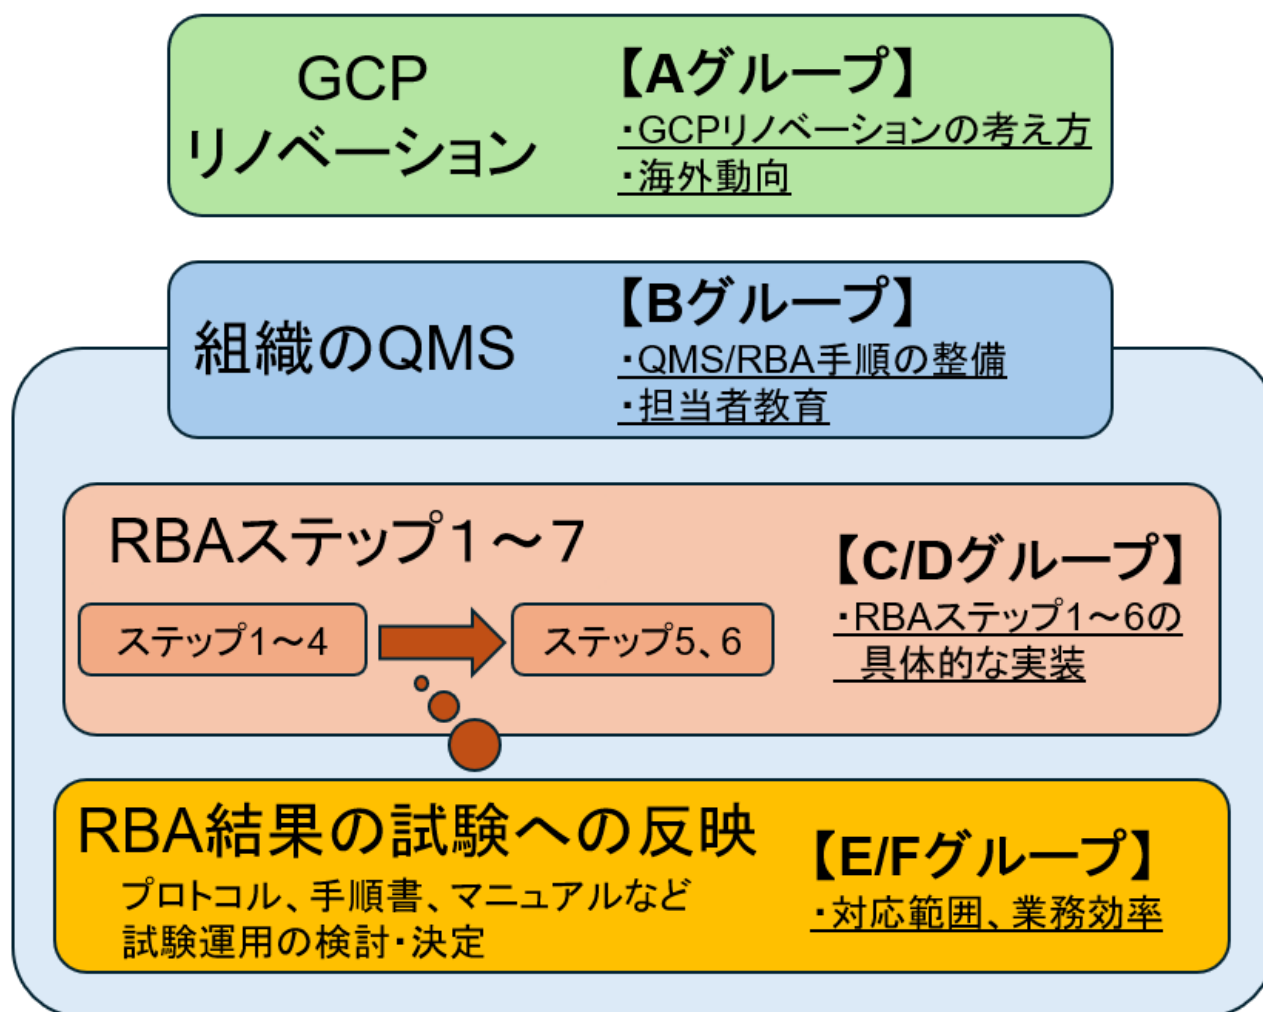 GCP
リノベーション
【Aグループ】
・GCPリノベーションの考え方
・海外動向
組織のQMS
【Bグループ】
・QMS/RBA手順の整備
・担当者教育
RBAステップ１～７
ステップ1～4
ステップ5、6
【C/Dグループ】
・RBAステップ1～6の
具体的な実装
RBA結果の試験への反映
プロトコル、手順書、マニュアルなど
試験運用の検討・決定
【E/Fグループ】
・対応範囲、業務効率